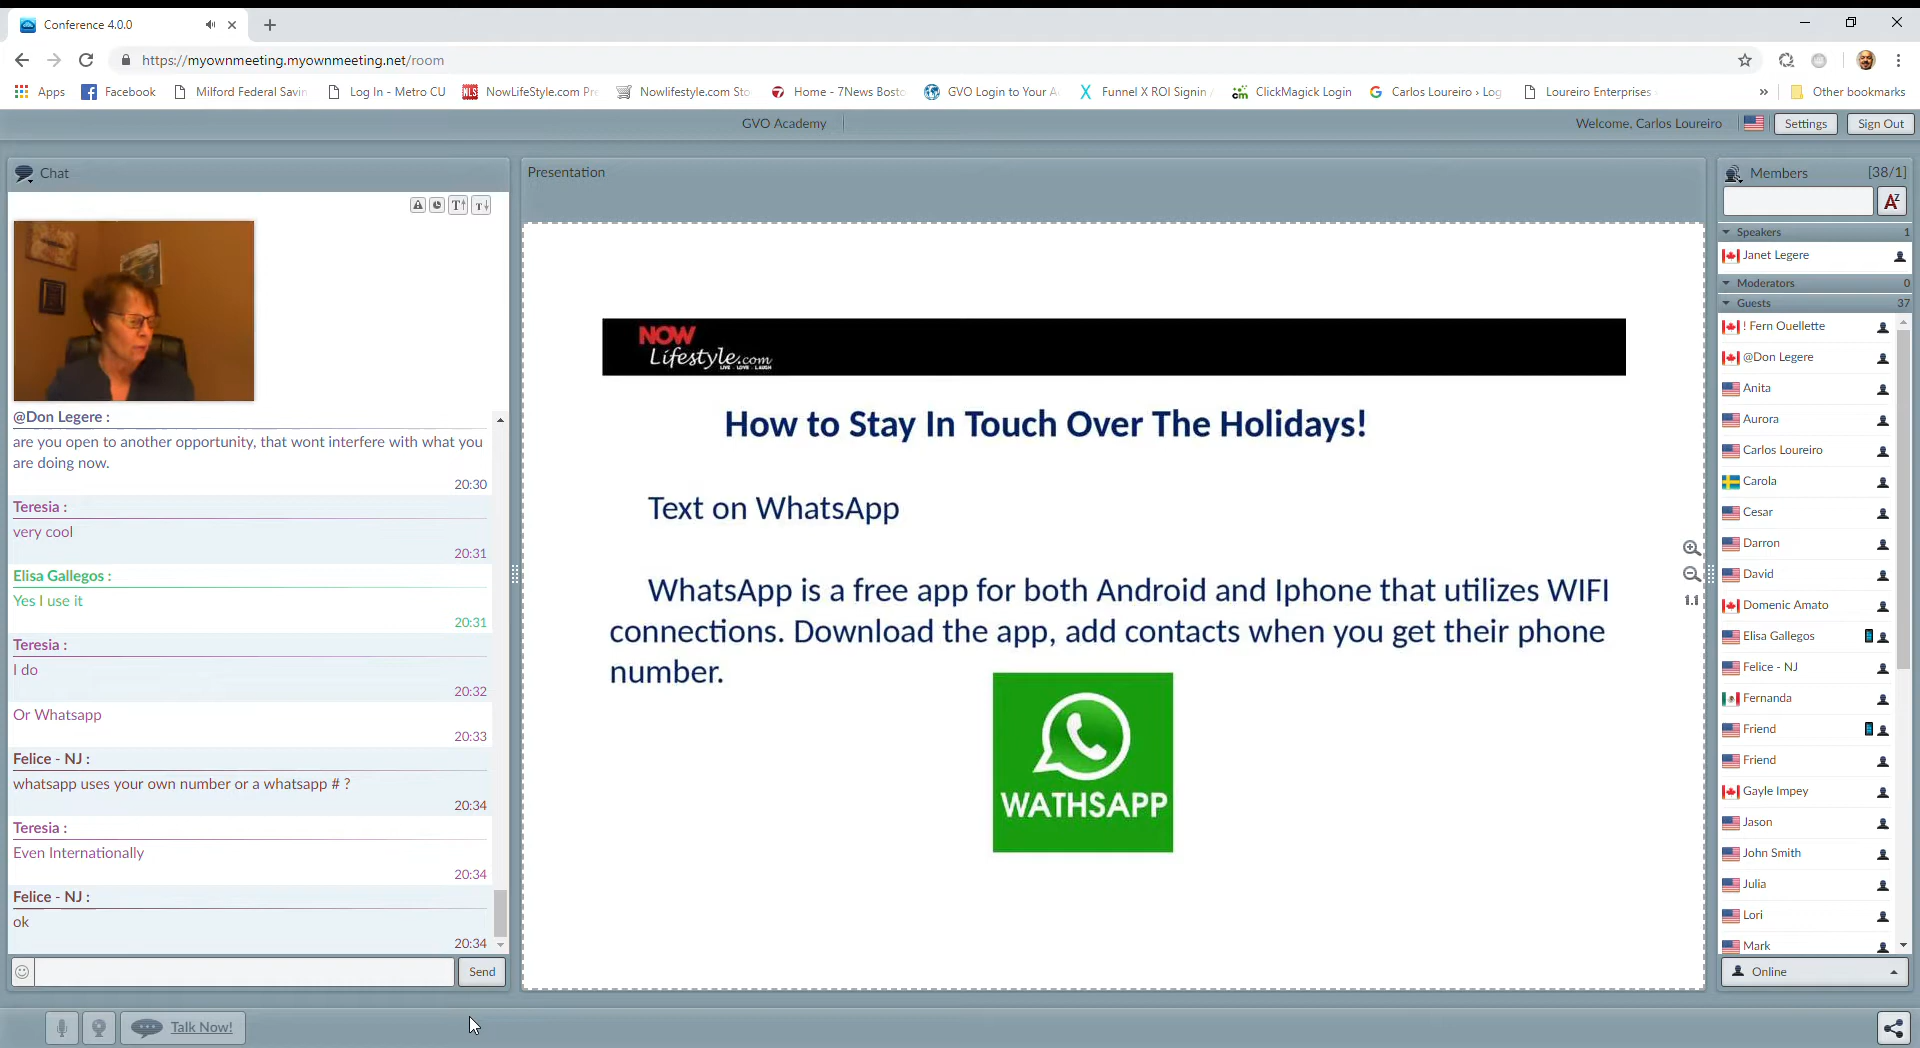 Conference 4.0.0
https://myownmeeting.myownmeeting.net/room
Apps
Facebook
Milford Federal Savin
Log In - Metro CU
NLS
NowLifeStyle.com Pre
Nowlifestyle.com Sto
Home - 7News Bosto
GVO Login to Your A
Funnel X ROI Signin
cm
ClickMagick Login
Carlos Loureiro › Log
Loureiro Enterprises
»
Other bookmarks
GVO Academy
Welcome, Carlos Loureiro
Settings
Sign Out
Chat
@Don Legere :
are you open to another opportunity, that wont interfere with what you
are doing now.
20:30
Teresia :
very cool
20:31
Elisa Gallegos :
Yes I use it
20:31
Teresia :
I do
20:32
Or Whatsapp
20:33
Felice - NJ :
whatsapp uses your own number or a whatsapp # ?
20:34
Teresia :
Even Internationally
20:34
Felice - NJ :
ok
20:34
Send
Talk Now!
Presentation
NOW
Lifestyle.com
LIVE . LOVE . LAUGH
How to Stay In Touch Over The Holidays!
Text on WhatsApp
WhatsApp is a free app for both Android and Iphone that utilizes WIFI
connections. Download the app, add contacts when you get their phone
number.
WATHSAPP
1.1
Members
[38/1]
AZ
Speakers
1
Janet Legere
Moderators
0
Guests
37
! Fern Ouellette
@Don Legere
Anita
Aurora
Carlos Loureiro
Carola
Cesar
Darron
David
Domenic Amato
Elisa Gallegos
Felice - NJ
Fernanda
Friend
Friend
Gayle Impey
Jason
John Smith
Julia
Lori
Mark
Online